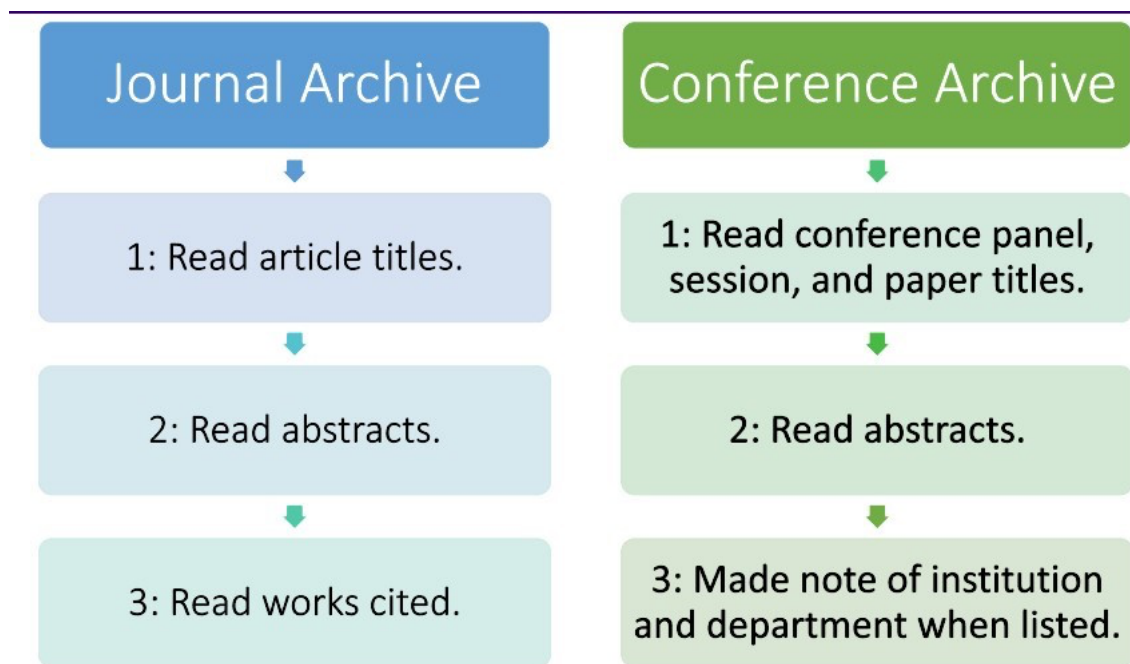 Journal Archive
1: Read article titles.
2: Read abstracts.
3: Read works cited.
Conference Archive
1: Read conference panel,
session, and paper titles.
2: Read abstracts.
3: Made note of institution
and department when listed.